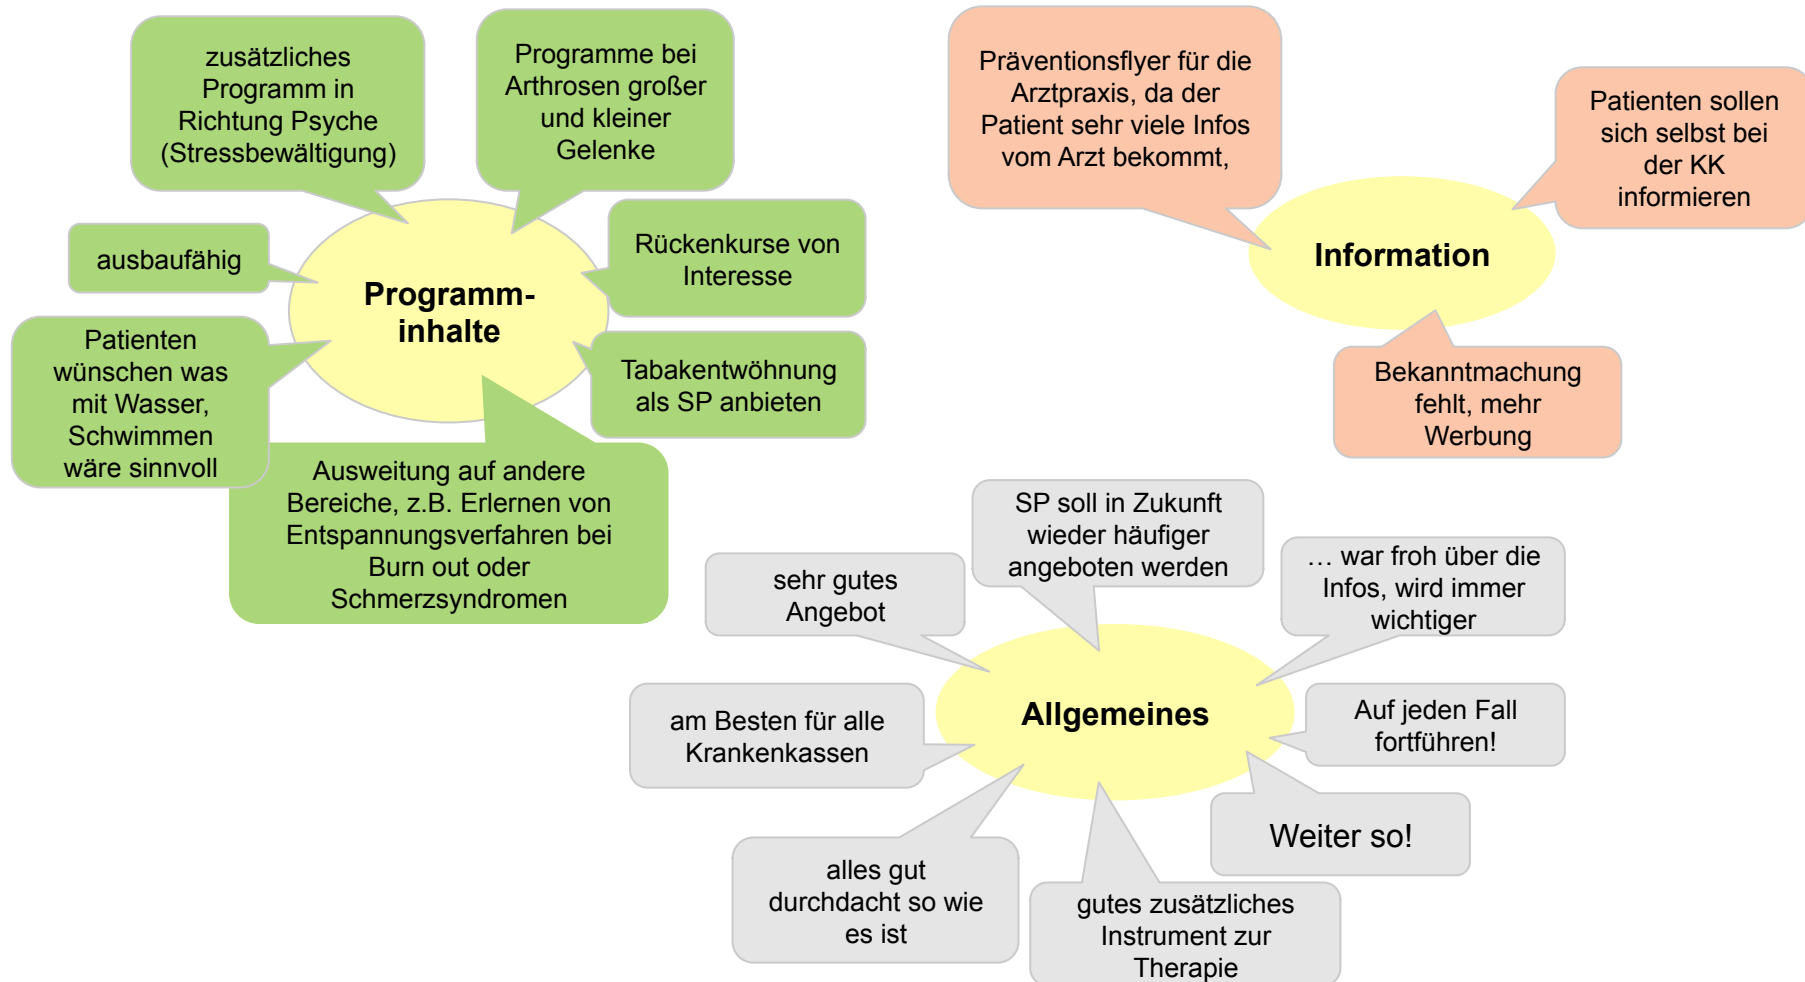 zusätzliches
Programm in
Richtung Psyche
(Stressbewältigung)
Programme bei
Arthrosen großer
und kleiner
Gelenke
ausbaufähig
Rückenkurse von
Interesse
Programm-
inhalte
Patienten
wünschen was
mit Wasser,
Schwimmen
wäre sinnvoll
Tabakentwöhnung
als SP anbieten
Ausweitung auf andere
Bereiche, z.B. Erlernen von
Entspannungsverfahren bei
Burn out oder
Schmerzsyndromen
Präventionsflyer für die
Arztpraxis, da der
Patient sehr viele Infos
vom Arzt bekommt,
Patienten sollen
sich selbst bei
der KK
informieren
Information
Bekanntmachung
fehlt, mehr
Werbung
SP soll in Zukunft
wieder häufiger
angeboten werden
sehr gutes
Angebot
… war froh über die
Infos, wird immer
wichtiger
am Besten für alle
Krankenkassen
Allgemeines
Auf jeden Fall
fortführen!
Weiter so!
alles gut
durchdacht so wie
es ist
gutes zusätzliches
Instrument zur
Therapie